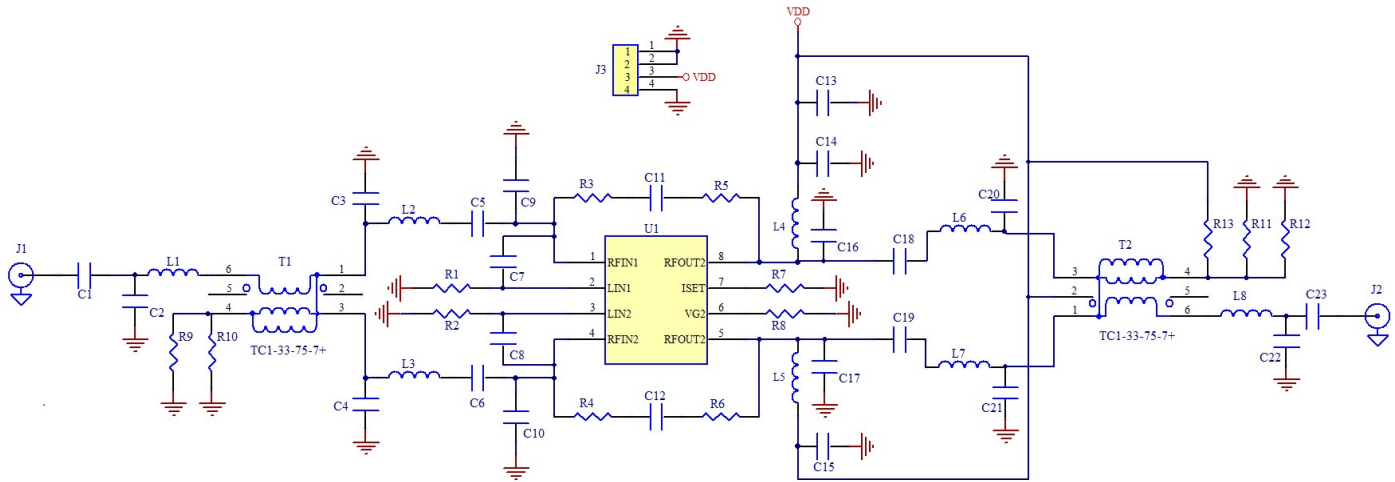 VDD
J3
1 1
2 2
3 3 VDD
4 4
C13
C14
C9
R3 C11 R5
C3
L2 C5
U1
L4
C16
C20
L6
R13 R11 R12
C18
J1
L1
T1
C7
1 RFIN1 RFOUT2 8
2 LIN1 ISET 7
3 LIN2 VG2 6
4 RFIN2 RFOUT2 5
R1
R2
R7
R8
6 1
5 2
4 3
C1
C2
R9 R10
TC1-33-75-7+
T2
3 4
2 5
1 6
L8 C23 J2
TC1-33-75-7+
C22
C19
L7
C8
L3
C6
C4
C10
R4 C12 R6
L5
C17
C21
C15